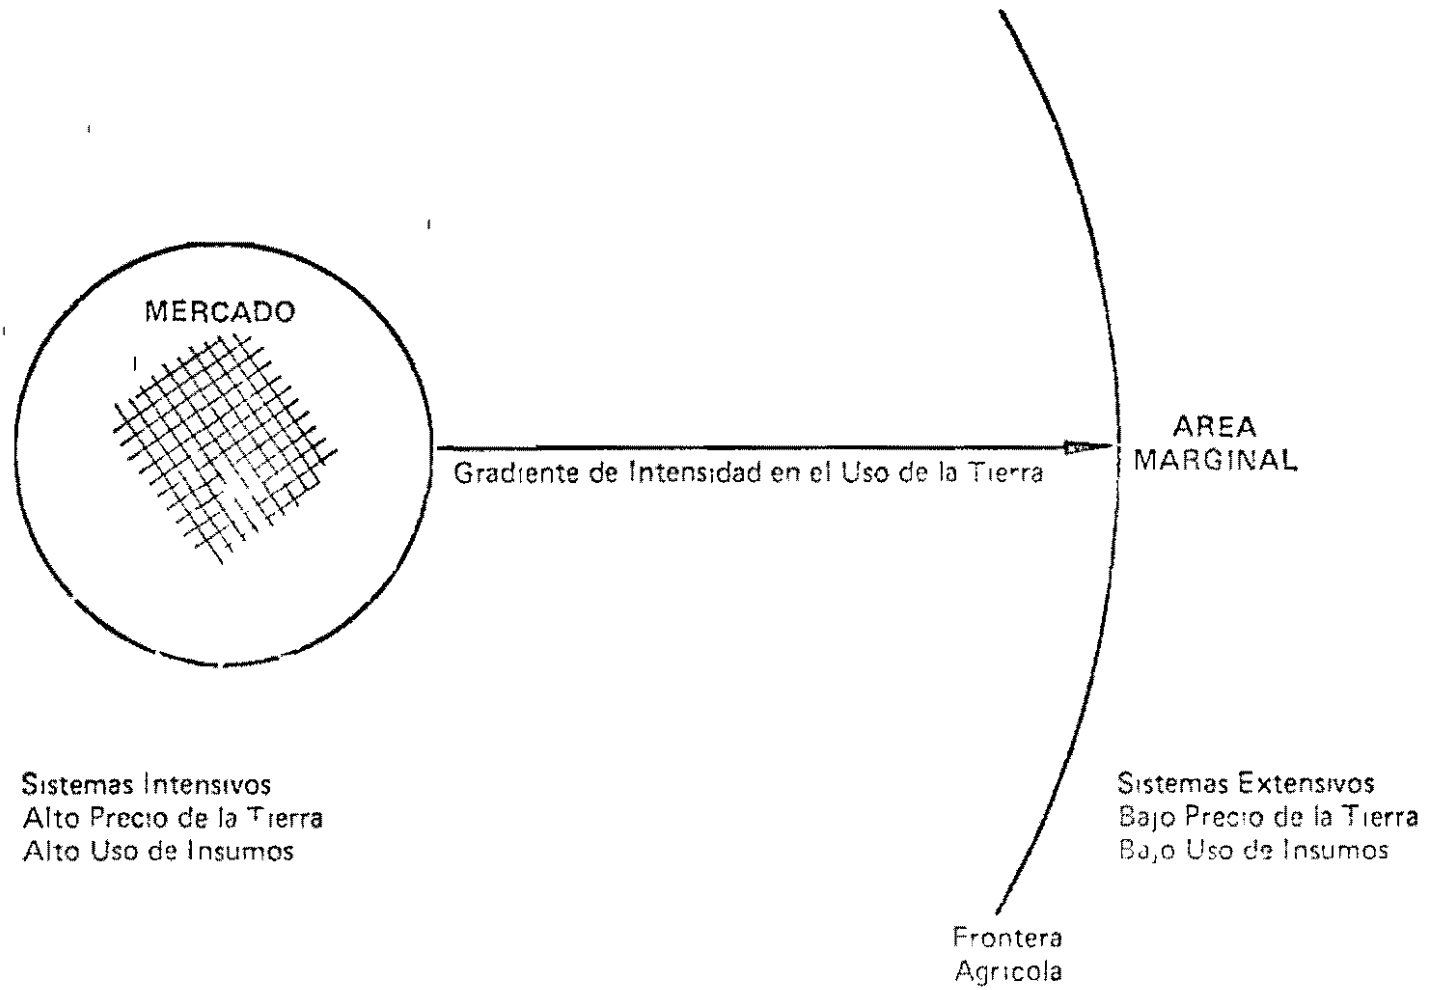 MERCADO
AREA
MARGINAL
Gradiente de Intensidad en el Uso de la Tierra
Sistemas Intensivos
Alto Precio de la Tierra
Alto Uso de Insumos
Sistemas Extensivos
Bajo Precio de la Tierra
Bajo Uso de Insumos
Frontera
Agricola